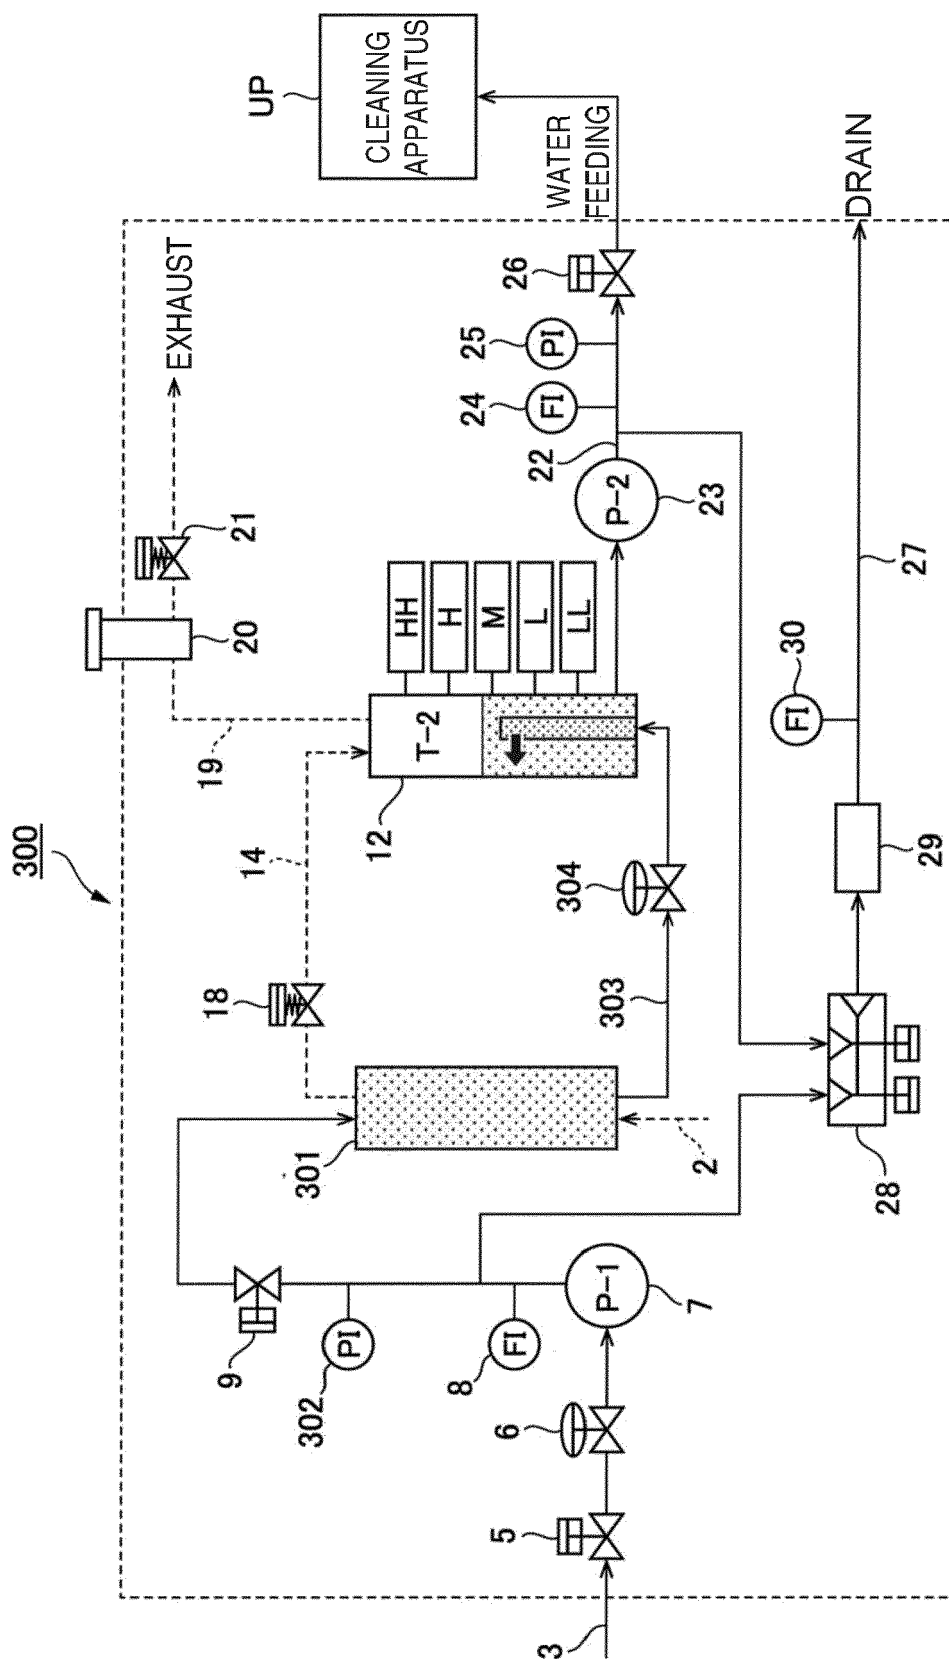 300
UP
CLEANING
APPARATUS
EXHAUST
WATER
FEEDING
DRAIN
21
20
19
14
18
12
T-2
HH
H
M
L
LL
26
25
PI
24
FI
22
P-2
23
304
303
301
2
9
302
PI
8
FI
P-1
7
6
5
3
30
FI
27
29
28